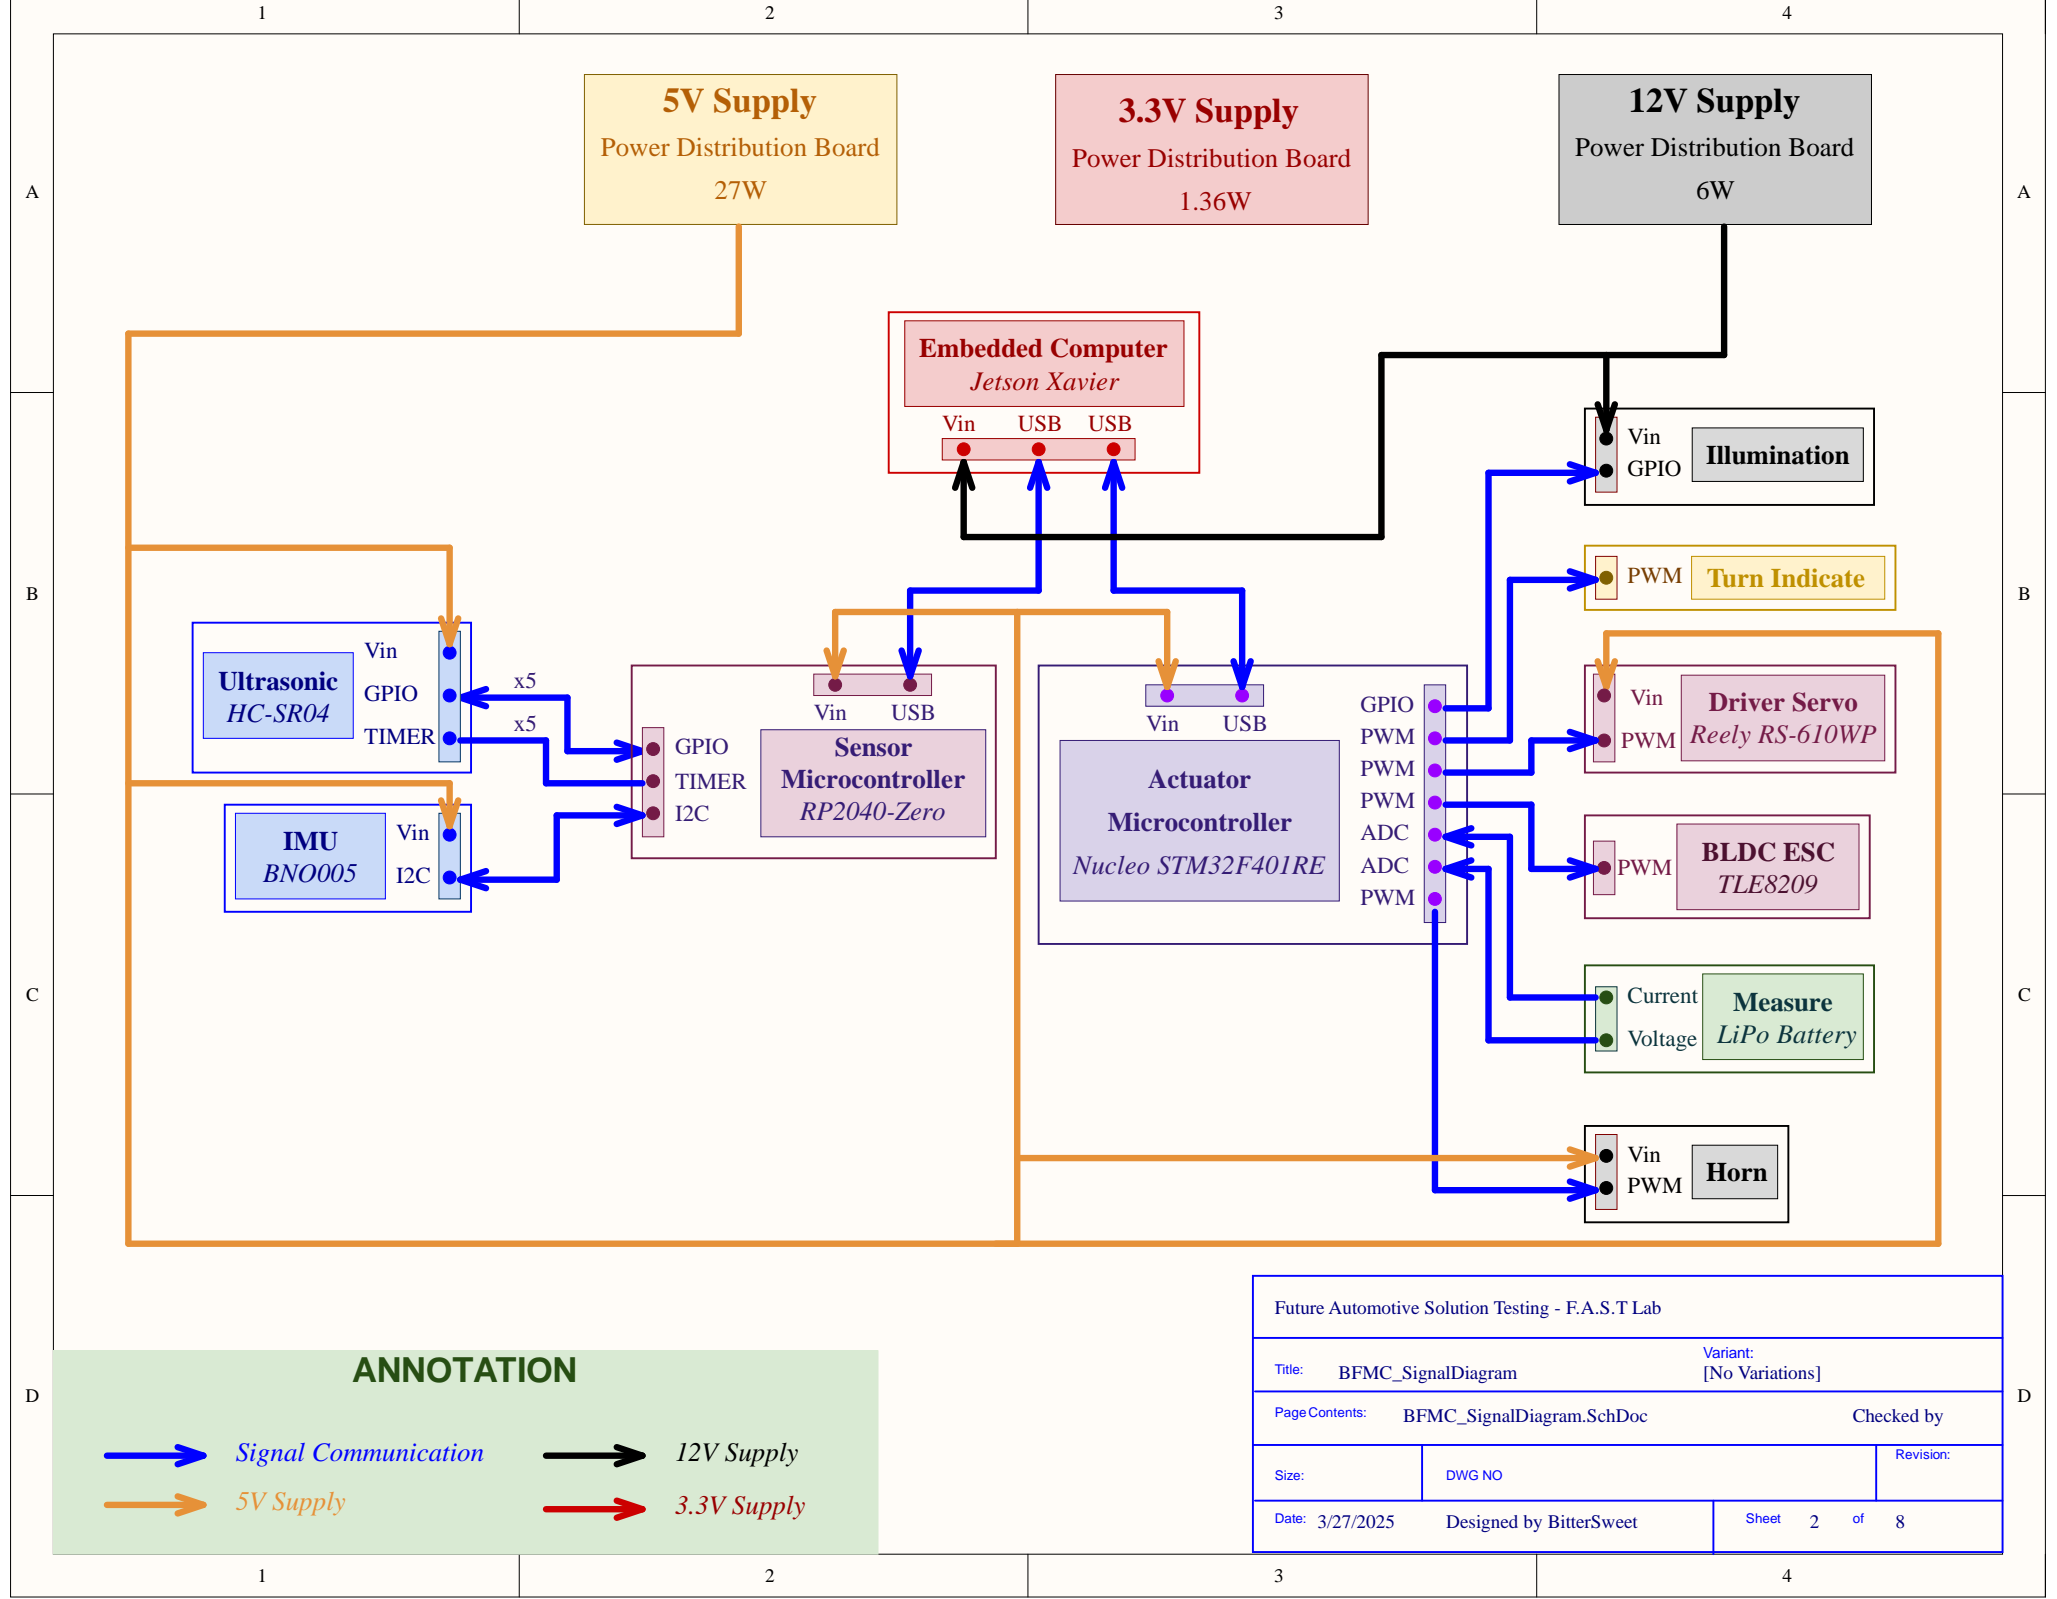 1
2
3
4
5V Supply
Power Distribution Board
27W
3.3V Supply
Power Distribution Board
1.36W
12V Supply
Power Distribution Board
6W
A
A
Embedded Computer
Jetson Xavier
Vin
USB
USB
Vin
GPIO
Illumination
PWM
Turn Indicate
B
B
Ultrasonic
HC-SR04
Vin
GPIO
TIMER
x5
x5
Vin
USB
GPIO
TIMER
I2C
Sensor
Microcontroller
RP2040-Zero
IMU
BNO005
Vin
I2C
Vin
USB
Actuator
Microcontroller
Nucleo STM32F401RE
GPIO
PWM
PWM
PWM
ADC
ADC
PWM
Vin
PWM
Driver Servo
Reely RS-610WP
PWM
BLDC ESC
TLE8209
C
C
Current
Voltage
Measure
LiPo Battery
Vin
PWM
Horn
Future Automotive Solution Testing - F.A.S.T Lab
Title:
BFMC_SignalDiagram
Variant:
[No Variations]
Page Contents:
BFMC_SignalDiagram.SchDoc
Checked by
Size:
DWG NO
Revision:
Date:
3/27/2025
Designed by BitterSweet
Sheet
2
of
8
D
D
ANNOTATION
Signal Communication
12V Supply
5V Supply
3.3V Supply
1
2
3
4